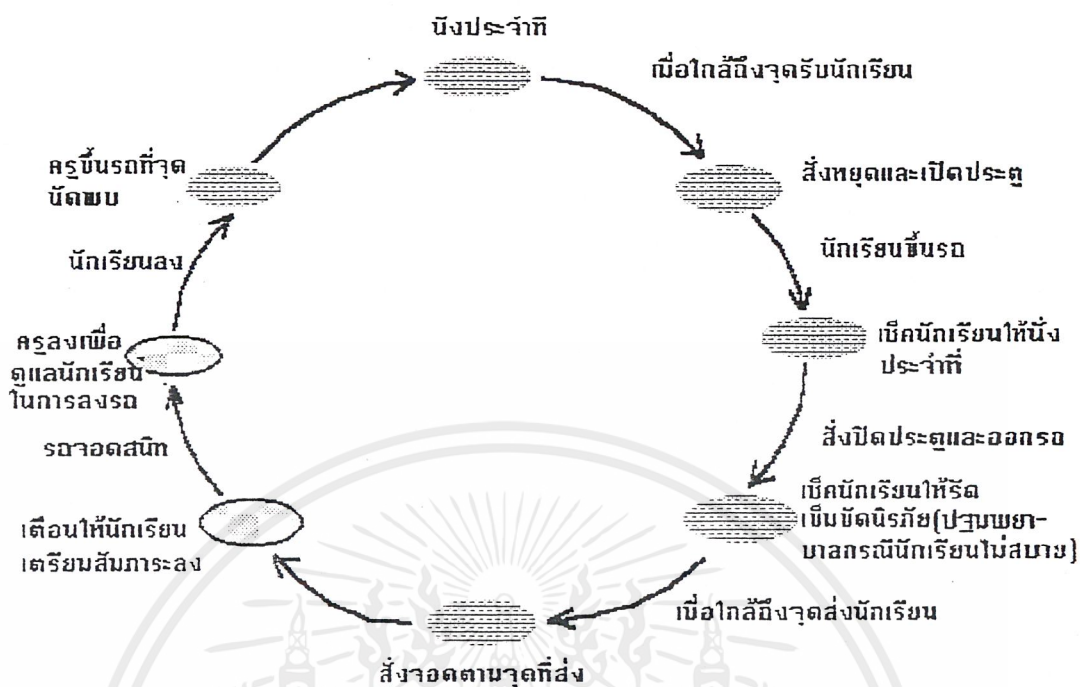 นั่งประจำที่
เมื่อใกล้ถึงจุดรับนักเรียน
สั่งหยุดและเปิดประตู
นักเรียนขึ้นรถ
เช็คนักเรียนให้นั่ง
ประจำที่
สั่งปิดประตูและออกรถ
เช็คนักเรียนให้รัด
เข็มขัดนิรภัย(ปฐมพยา-
บาลกรณีนักเรียนไม่สบาย)
เมื่อใกล้ถึงจุดส่งนักเรียน
สั่งจอดตามจุดที่ส่ง
เตือนให้นักเรียน
เตรียมสัมภาระลง
รถจอดสนิท
ครูลงเพื่อ
ดูแลนักเรียน
ในการลงรถ
นักเรียนลง
ครูขึ้นรถที่จุด
นัดพบ